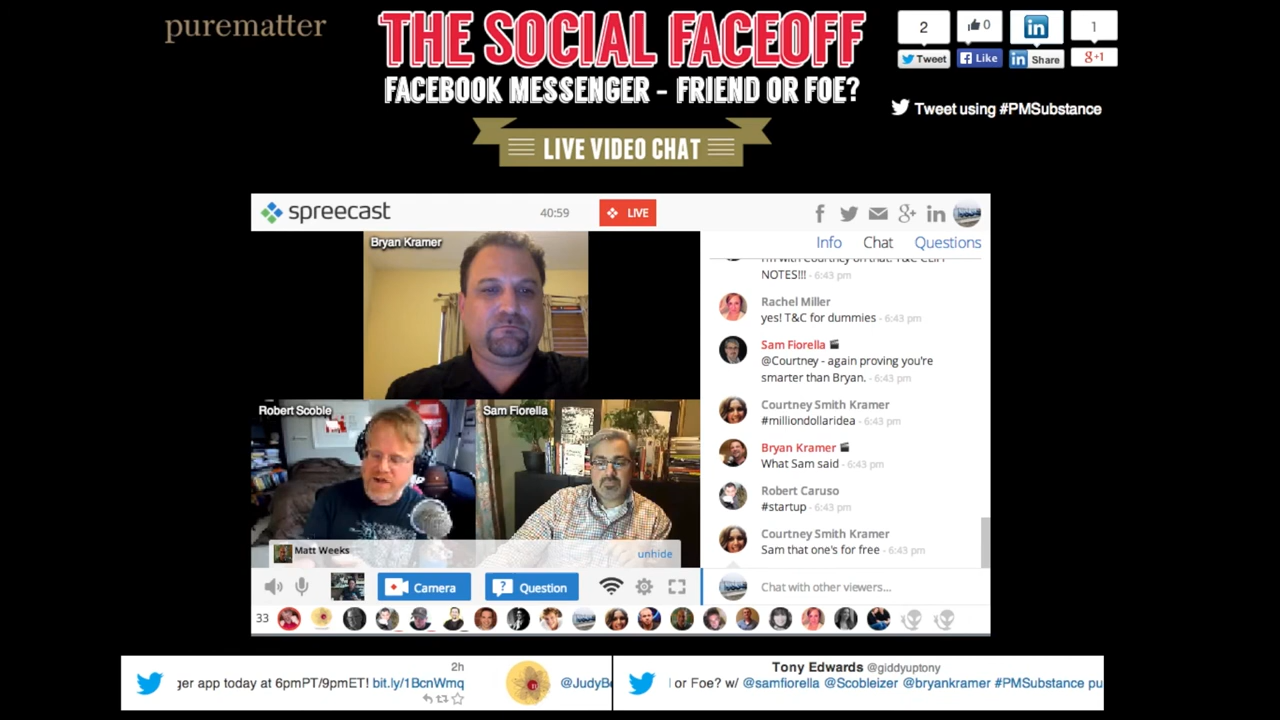 purematter
THE SOCIAL FACEOFF
FACEBOOK MESSENGER - FRIEND OR FOE?
LIVE VIDEO CHAT
2
0
1
Tweet
Like
Share
g+1
Tweet using #PMSubstance
spreecast
40:59
LIVE
Info Chat Questions
Bryan Kramer
Robert Scoble
Sam Fiorella
NOTES!!! - 6:43 pm
Rachel Miller
yes! T&C for dummies - 6:43 pm
Sam Fiorella
@Courtney - again proving you're
smarter than Bryan. - 6:43 pm
Courtney Smith Kramer
#milliondollaridea - 6:43 pm
Bryan Kramer
What Sam said - 6:43 pm
Robert Caruso
#startup - 6:43 pm
Courtney Smith Kramer
Sam that one's for free - 6:43 pm
Matt Weeks
unhide
Camera
Question
Chat with other viewers...
33
2h
ger app today at 6pmPT/9pmET! bit.ly/1BcnWmq
@JudyBe
Tony Edwards @giddyuptony
or Foe? w/ @samfiorella @Scobleizer @bryankramer #PMSubstance pu